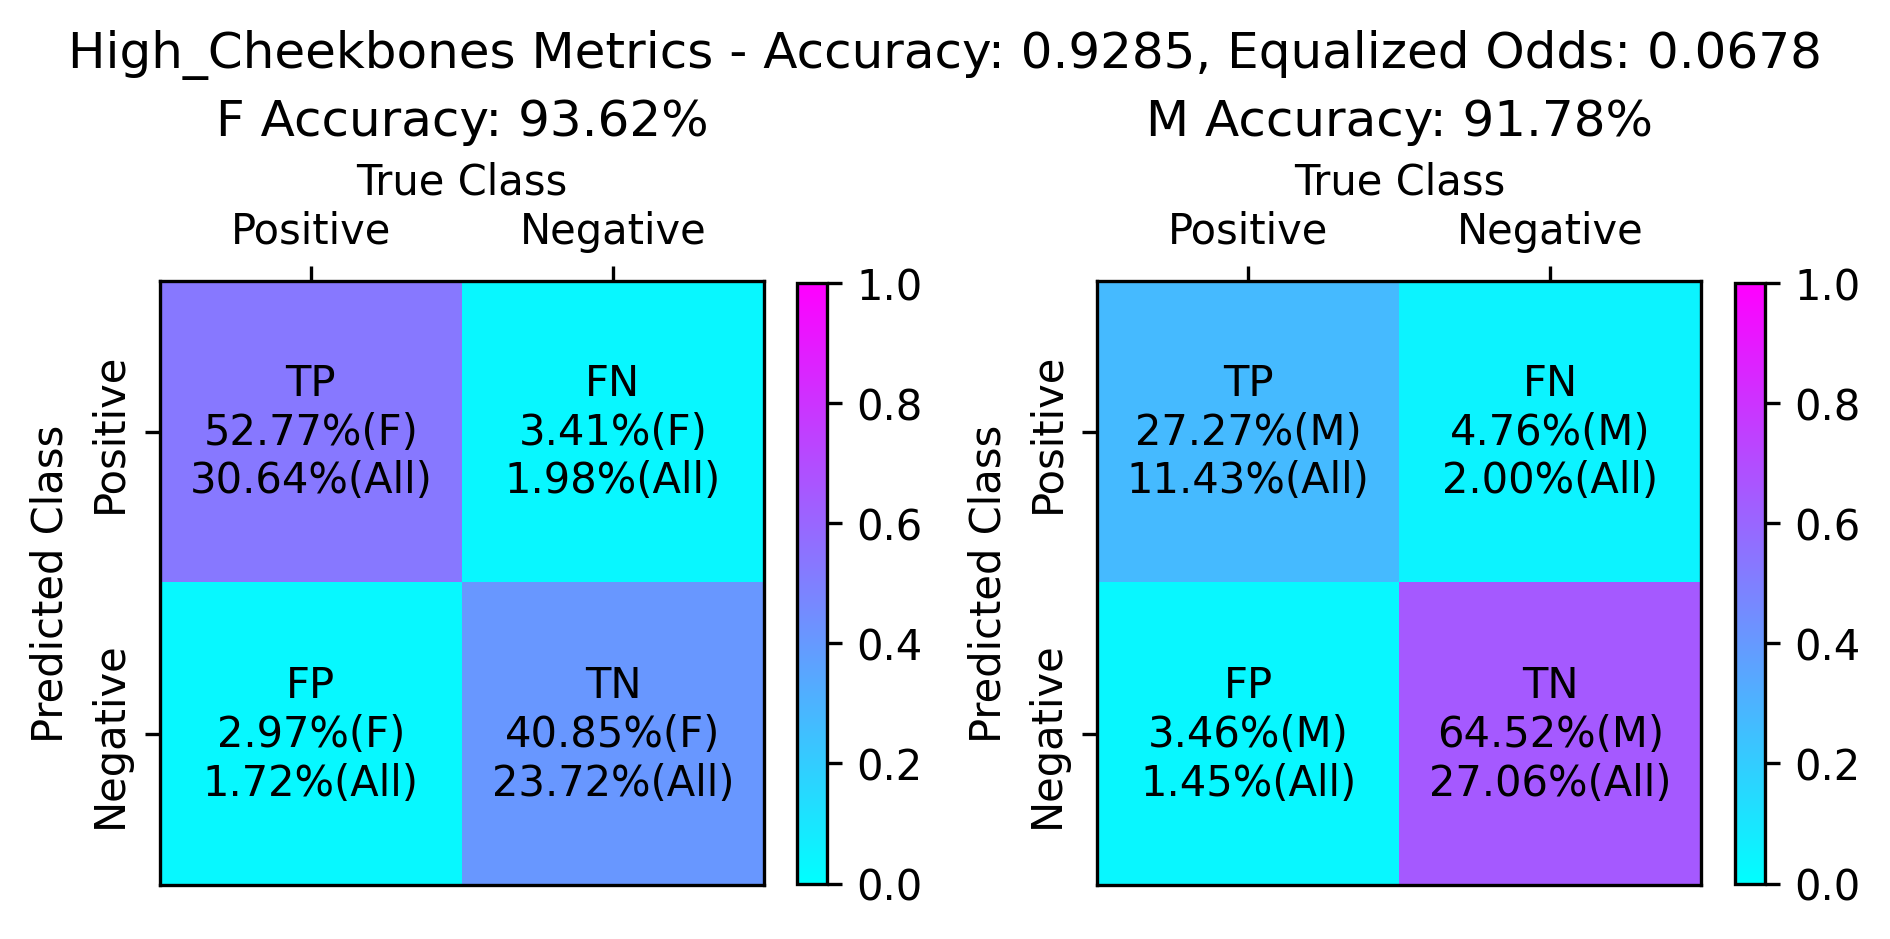 High_Cheekbones Metrics - Accuracy: 0.9285, Equalized Odds: 0.0678
F Accuracy: 93.62%
True Class
Positive
Negative
Predicted Class
Positive
Negative
TP
52.77%(F)
30.64%(All)
FN
3.41%(F)
1.98%(All)
FP
2.97%(F)
1.72%(All)
TN
40.85%(F)
23.72%(All)
1.0
0.8
0.6
0.4
0.2
0.0
M Accuracy: 91.78%
True Class
Positive
Negative
Predicted Class
Positive
Negative
TP
27.27%(M)
11.43%(All)
FN
4.76%(M)
2.00%(All)
FP
3.46%(M)
1.45%(All)
TN
64.52%(M)
27.06%(All)
1.0
0.8
0.6
0.4
0.2
0.0